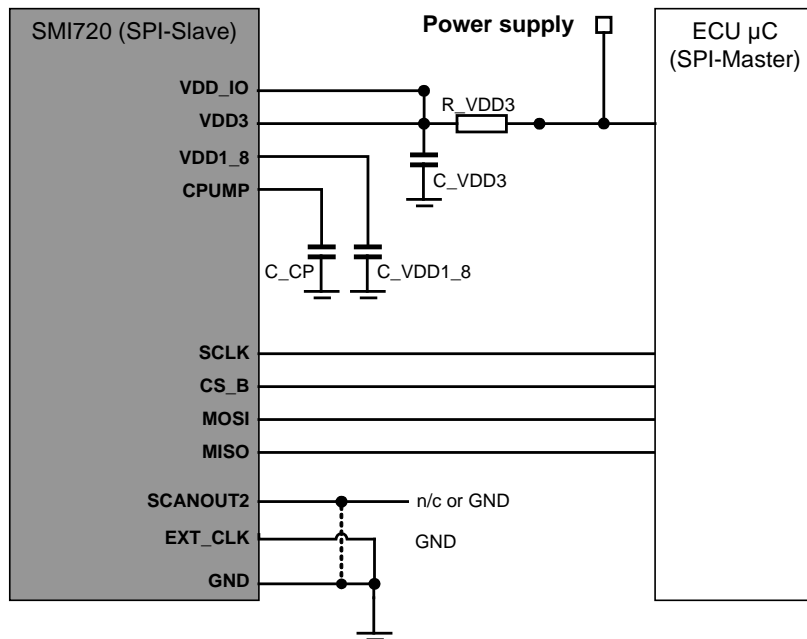 SMI720 (SPI-Slave)
Power supply
ECU µC
(SPI-Master)
VDD_IO
R_VDD3
VDD3
VDD1_8
C_VDD3
CPUMP
C_CP
C_VDD1_8
SCLK
CS_B
MOSI
MISO
SCANOUT2
n/c or GND
EXT_CLK
GND
GND